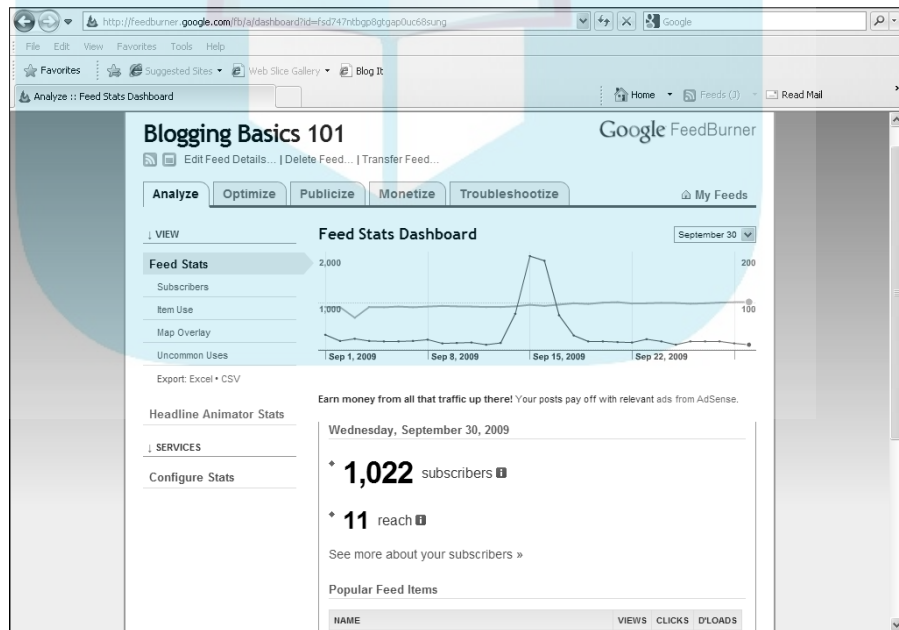 http://feedburner.google.com/fb/a/dashboard?id=fsd747ntbgp8gtgap0uc68sung
Google
File Edit View Favorites Tools Help
Favorites Suggested Sites Web Slice Gallery Blog It
Analyze :: Feed Stats Dashboard
Home Feeds (J) Read Mail
Blogging Basics 101
Google FeedBurner
Edit Feed Details... | Delete Feed... | Transfer Feed...
Analyze Optimize Publicize Monetize Troubleshootize My Feeds
↓ VIEW
Feed Stats
Subscribers
Item Use
Map Overlay
Uncommon Uses
Export: Excel • CSV
Headline Animator Stats
↓ SERVICES
Configure Stats
Feed Stats Dashboard
September 30
2,000 200
1,000 100
Sep 1, 2009 Sep 8, 2009 Sep 15, 2009 Sep 22, 2009
Earn money from all that traffic up there! Your posts pay off with relevant ads from AdSense.
Wednesday, September 30, 2009
1,022 subscribers
11 reach
See more about your subscribers »
Popular Feed Items
NAME VIEWS CLICKS D'LOADS